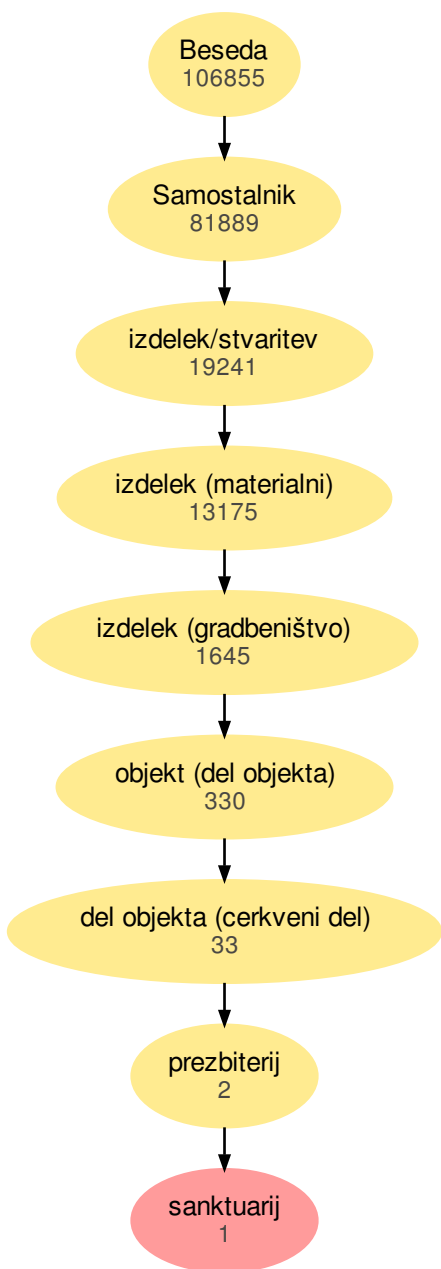 Beseda
106855
Samostalnik
81889
izdelek/stvaritev
19241
izdelek (materialni)
13175
izdelek (gradbeništvo)
1645
objekt (del objekta)
330
del objekta (cerkveni del)
33
prezbiterij
2
sanktuarij
1